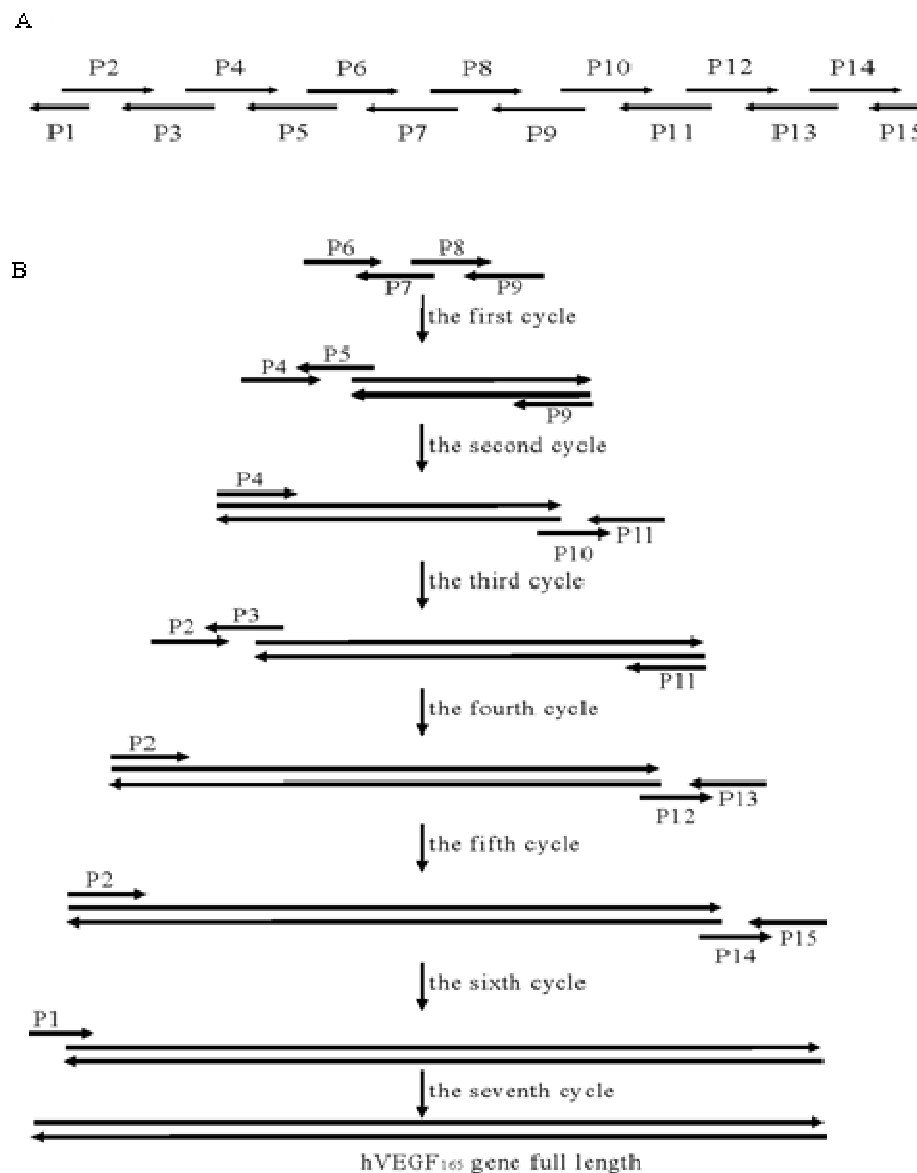 A
P2 P4 P6 P8 P10 P12 P14
P1 P3 P5 P7 P9 P11 P13 P15
B
P6 P8
P7 P9
the first cycle
P4 P5
P9
the second cycle
P4
P10 P11
the third cycle
P2 P3
P11
the fourth cycle
P2
P12 P13
the fifth cycle
P2
P14 P15
the sixth cycle
P1
the seventh cycle
hVEGF165 gene full length